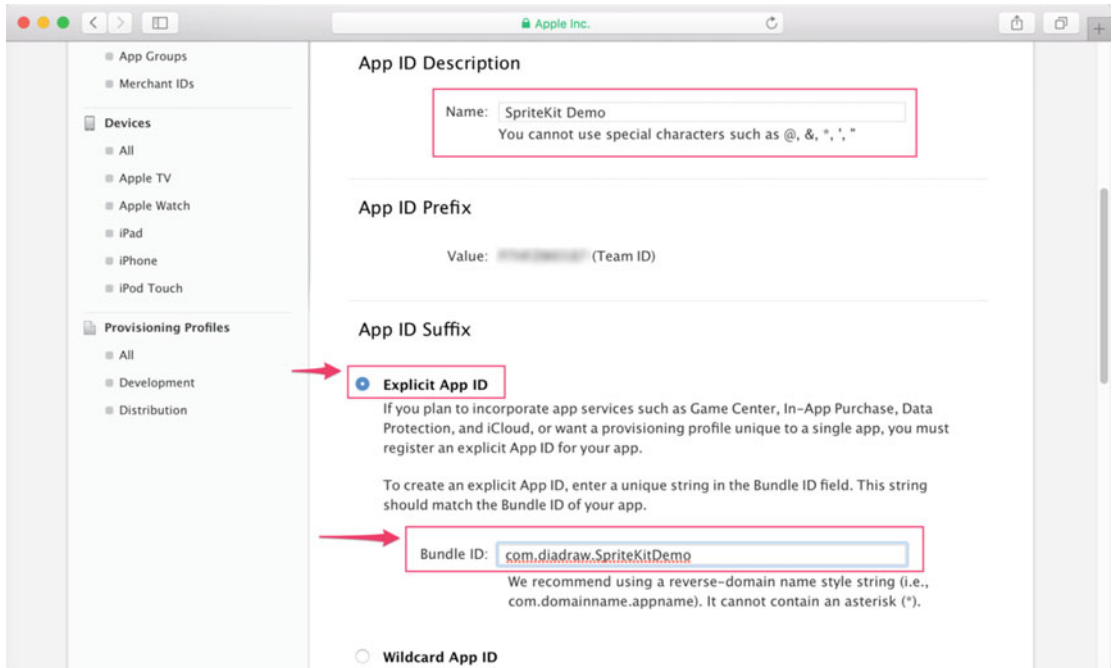 Apple Inc.
App Groups
Merchant IDs
Devices
All
Apple TV
Apple Watch
iPad
iPhone
iPod Touch
Provisioning Profiles
All
Development
Distribution
App ID Description
Name: SpriteKit Demo
You cannot use special characters such as @, &, *, ', "
App ID Prefix
Value: (Team ID)
App ID Suffix
Explicit App ID
If you plan to incorporate app services such as Game Center, In-App Purchase, Data
Protection, and iCloud, or want a provisioning profile unique to a single app, you must
register an explicit App ID for your app.
To create an explicit App ID, enter a unique string in the Bundle ID field. This string
should match the Bundle ID of your app.
Bundle ID: com.diadraw.SpriteKitDemo
We recommend using a reverse-domain name style string (i.e.,
com.domainname.appname). It cannot contain an asterisk (*).
Wildcard App ID